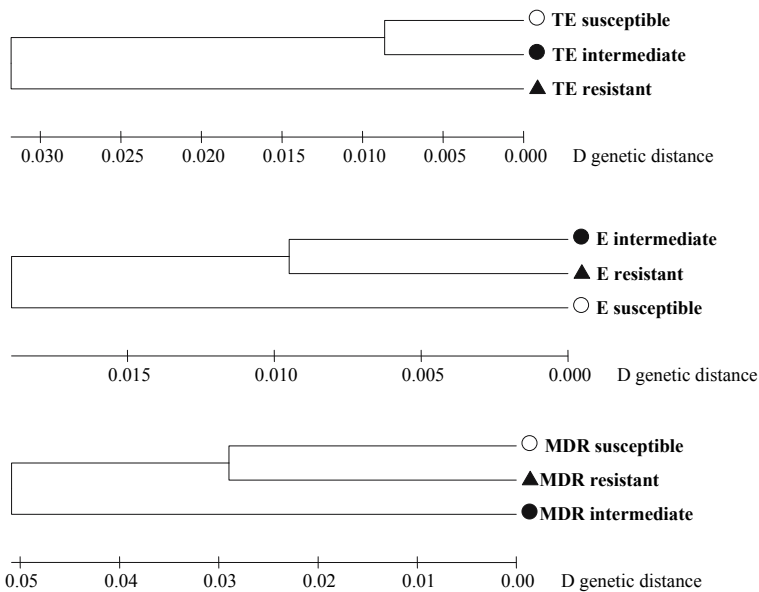 TE susceptible
TE intermediate
TE resistant
0.030 0.025 0.020 0.015 0.010 0.005 0.000 D genetic distance
E intermediate
E resistant
E susceptible
0.015 0.010 0.005 0.000 D genetic distance
MDR susceptible
MDR resistant
MDR intermediate
0.05 0.04 0.03 0.02 0.01 0.00 D genetic distance